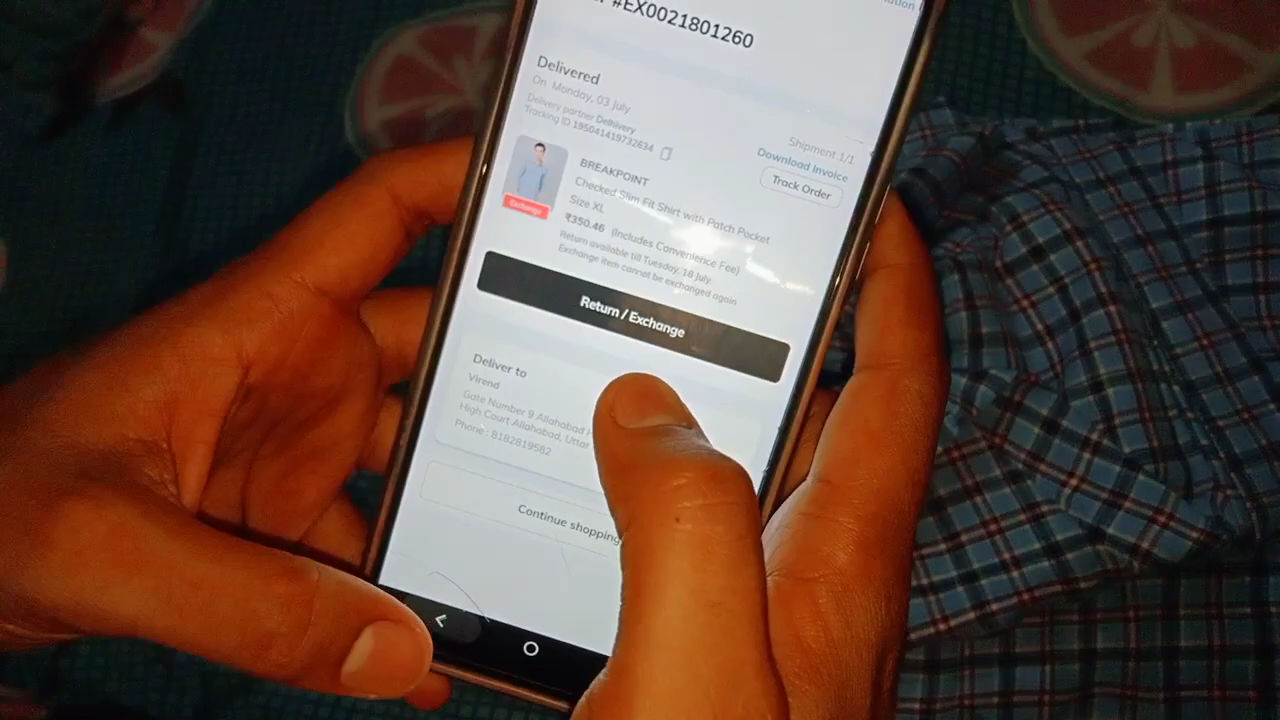 #EX0021801260
Delivered
On Monday, 03 July
Delivery partner Delhivery
Tracking ID 195041419732634
Shipment 1/1
Download Invoice
Track Order
Exchange
BREAKPOINT
Checked Slim Fit Shirt with Patch Pocket
Size XL
₹350.46 (Includes Convenience Fee)
Return available till Tuesday, 18 July.
Exchange item cannot be exchanged again
Return / Exchange
Deliver to
Virend
Gate Number 9 Allahabad
High Court Allahabad, Uttar
Phone : 8182819582
Continue shopping